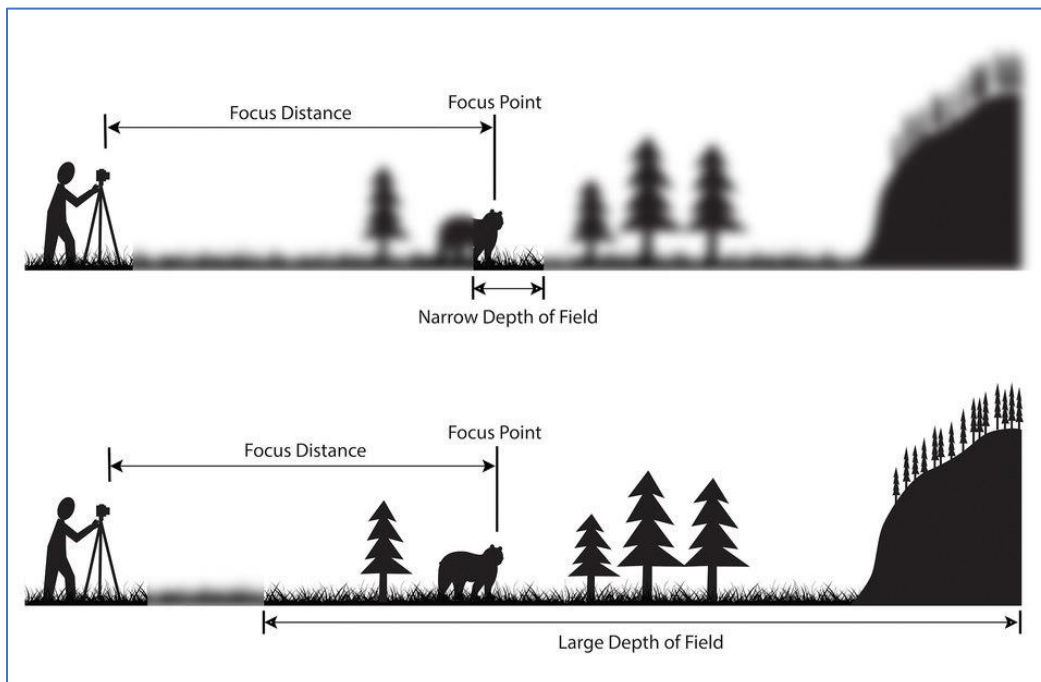 Focus Point
Focus Distance
Narrow Depth of Field
Focus Point
Focus Distance
Large Depth of Field